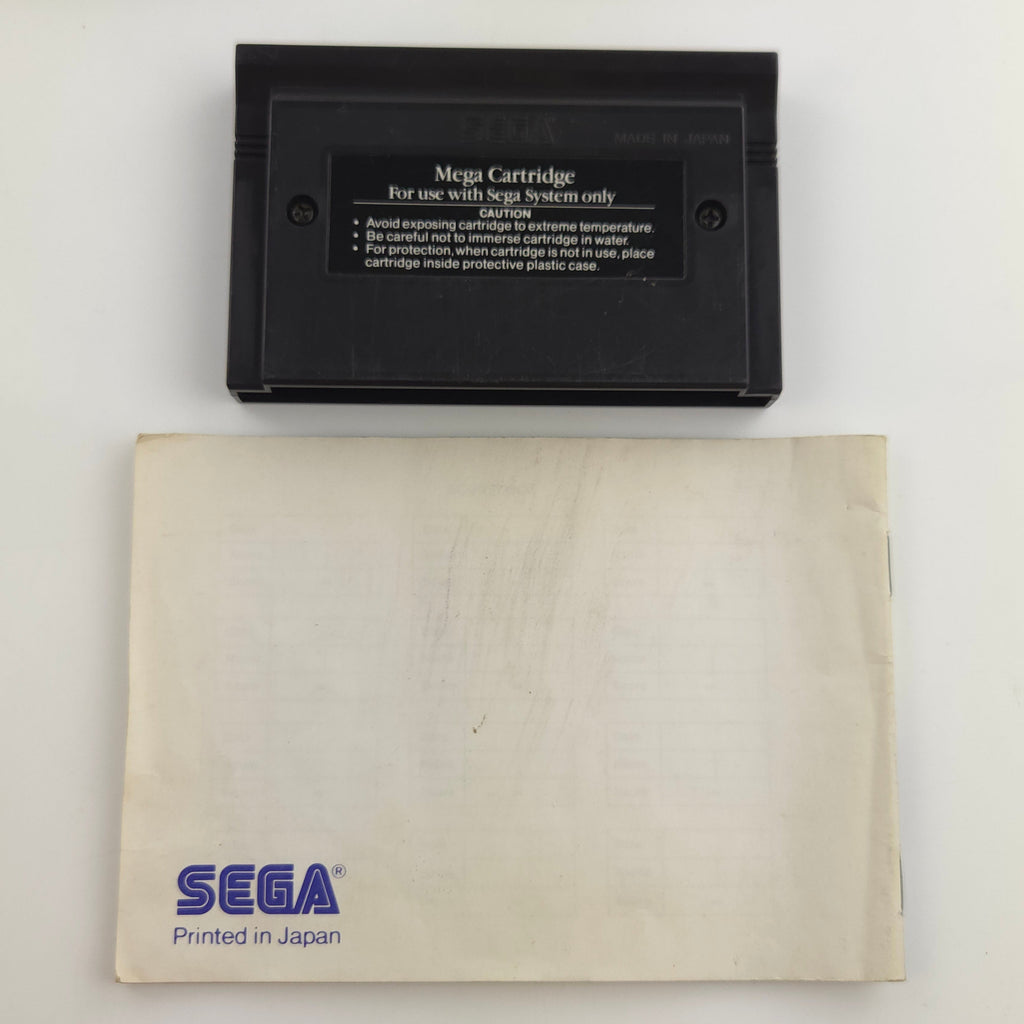 SEGA
MADE IN JAPAN
Mega Cartridge
For use with Sega System only
CAUTION
• Avoid exposing cartridge to extreme temperature.
• Be careful not to immerse cartridge in water.
• For protection, when cartridge is not in use, place
cartridge inside protective plastic case.
SEGA®
Printed in Japan